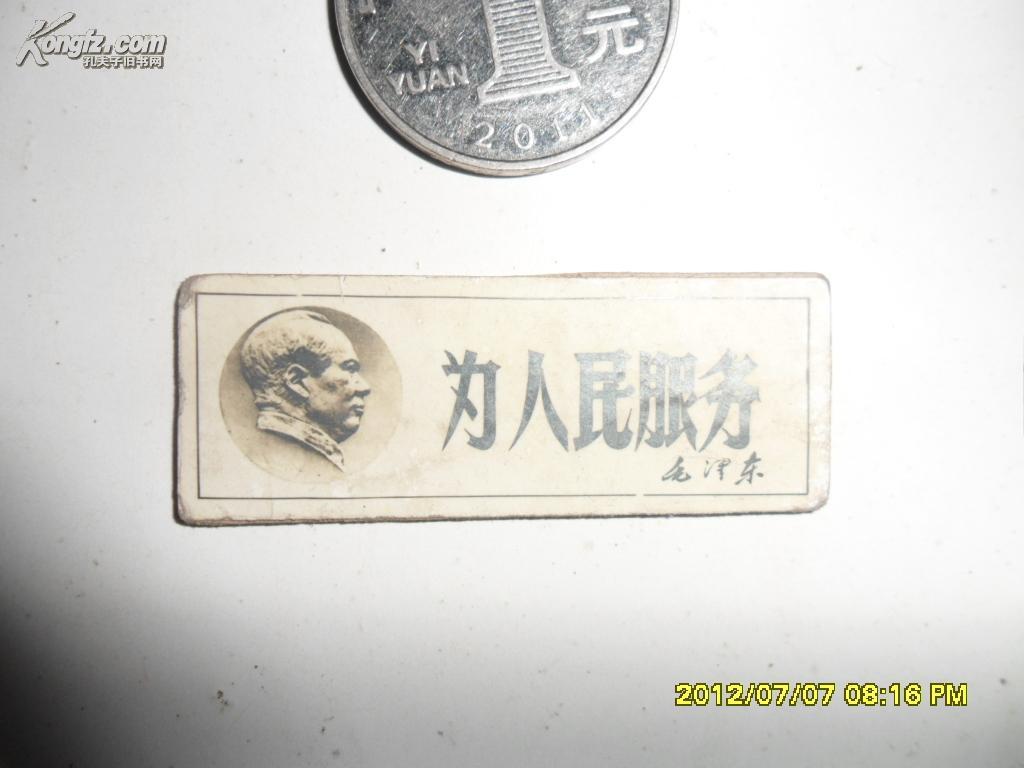 Kongfz.com
孔夫子旧书网
YI
YUAN
元
2011
为人民服务
毛泽东
2012/07/07 08:16 PM